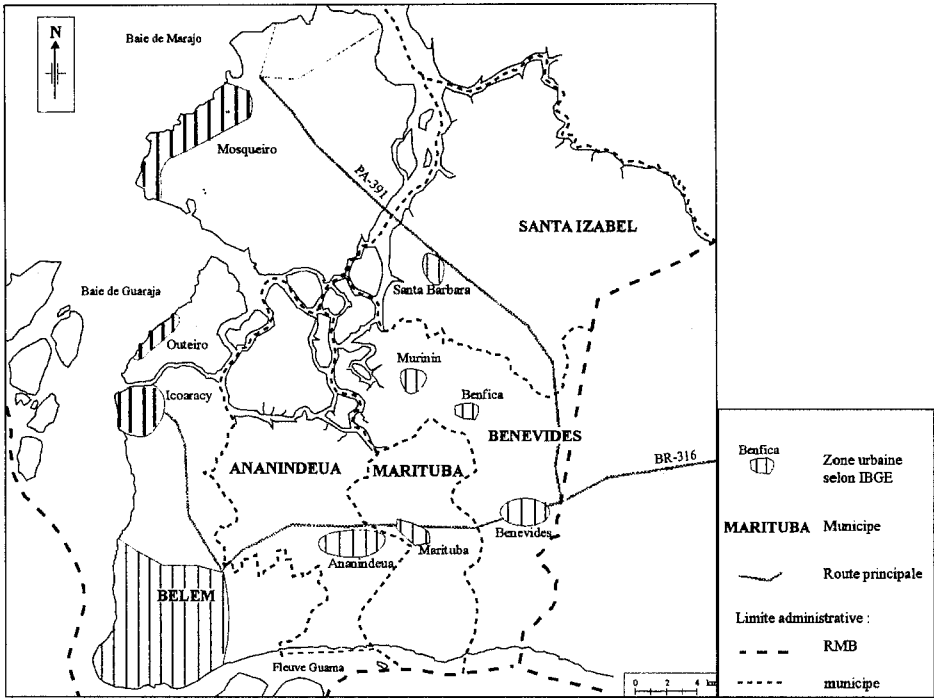 N
Baie de Marajo
Mosqueiro
PA-391
SANTA IZABEL
Baie de Guaraja
Santa Barbara
Outeiro
Murinin
Icoaracy
Benfica
BENEVIDES
ANANINDEUA
MARITUBA
BR-316
Benevides
Marituba
Ananindeua
BELEM
Fleuve Guama
0 2 4 km
Benfica
Zone urbaine
selon IBGE
MARITUBA Municipe
Route principale
Limite administrative :
RMB
municipe